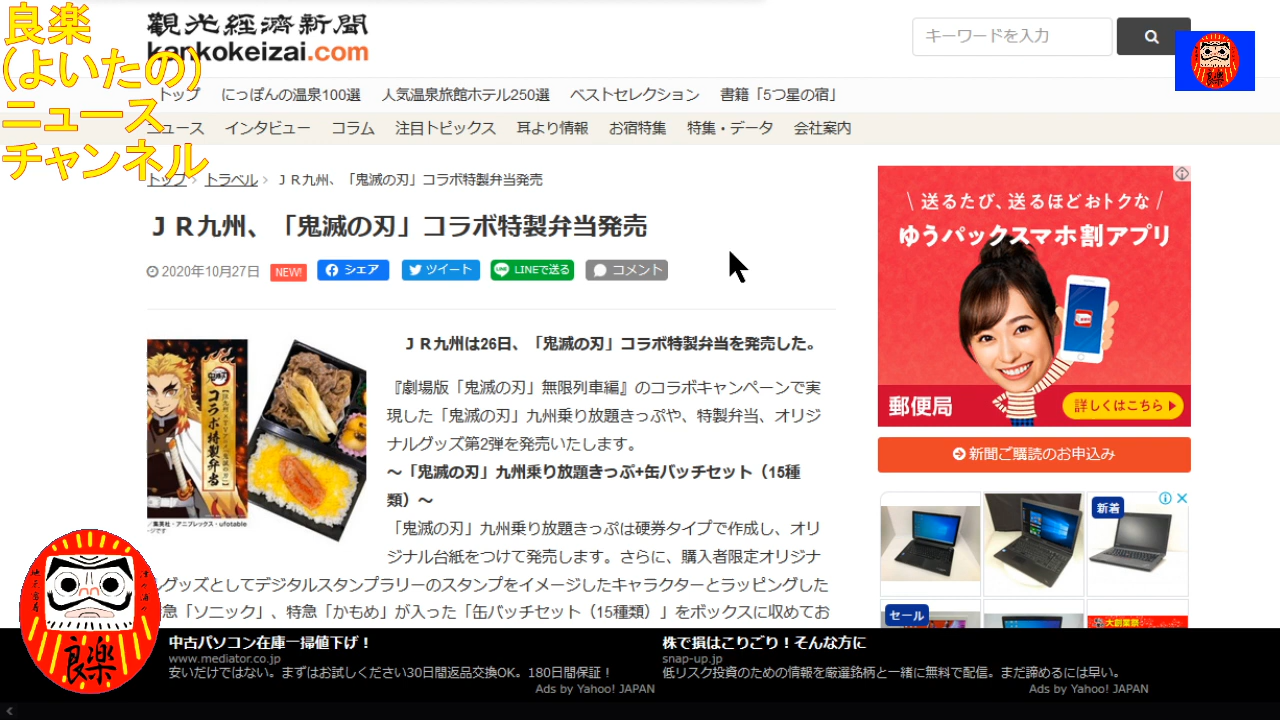 良楽
(よいたの)
ニュース
チャンネル
觀光経濟新聞
kankokeizai.com
キーワードを入力
良楽
トップ にっぽんの温泉100選 人気温泉旅館ホテル250選 ベストセレクション 書籍「5つ星の宿」
ニュース インタビュー コラム 注目トピックス 耳より情報 お宿特集 特集・データ 会社案内
トップ › トラベル › ＪＲ九州、「鬼滅の刃」コラボ特製弁当発売
ＪＲ九州、「鬼滅の刃」コラボ特製弁当発売
2020年10月27日 NEW! シェア ツイート LINEで送る コメント
鬼滅の刃
コラボ特製弁当
／集英社・アニプレックス・ufotable
ＪＲ九州は26日、「鬼滅の刃」コラボ特製弁当を発売した。
『劇場版「鬼滅の刃」無限列車編』のコラボキャンペーンで実
現した「鬼滅の刃」九州乗り放題きっぷや、特製弁当、オリジ
ナルグッズ第2弾を発売いたします。
～「鬼滅の刃」九州乗り放題きっぷ+缶バッチセット（15種
類）～
「鬼滅の刃」九州乗り放題きっぷは硬券タイプで作成し、オリ
ジナル台紙をつけて発売します。さらに、購入者限定オリジナ
ルグッズとしてデジタルスタンプラリーのスタンプをイメージしたキャラクターとラッピングした
急「ソニック」、特急「かもめ」が入った「缶バッチセット（15種類）」をボックスに収めてお
送るたび、送るほどおトクな
ゆうパックスマホ割アプリ
郵便局
詳しくはこちら
新聞ご購読のお申込み
新着
セール
大創業祭
良楽
中古パソコン在庫一掃値下げ！
www.mediator.co.jp
安いだけではない。まずはお試しください30日間返品交換OK。180日間保証！
Ads by Yahoo! JAPAN
株で損はこりごり！そんな方に
snap-up.jp
低リスク投資のための情報を厳選銘柄と一緒に無料で配信。まだ諦めるには早い。
Ads by Yahoo! JAPAN